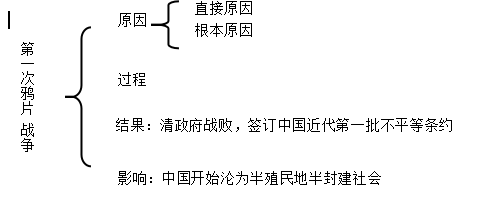 第一次鸦片 战争
原因
直接原因
根本原因
过程
结果：清政府战败，签订中国近代第一批不平等条约
影响：中国开始沦为半殖民地半封建社会